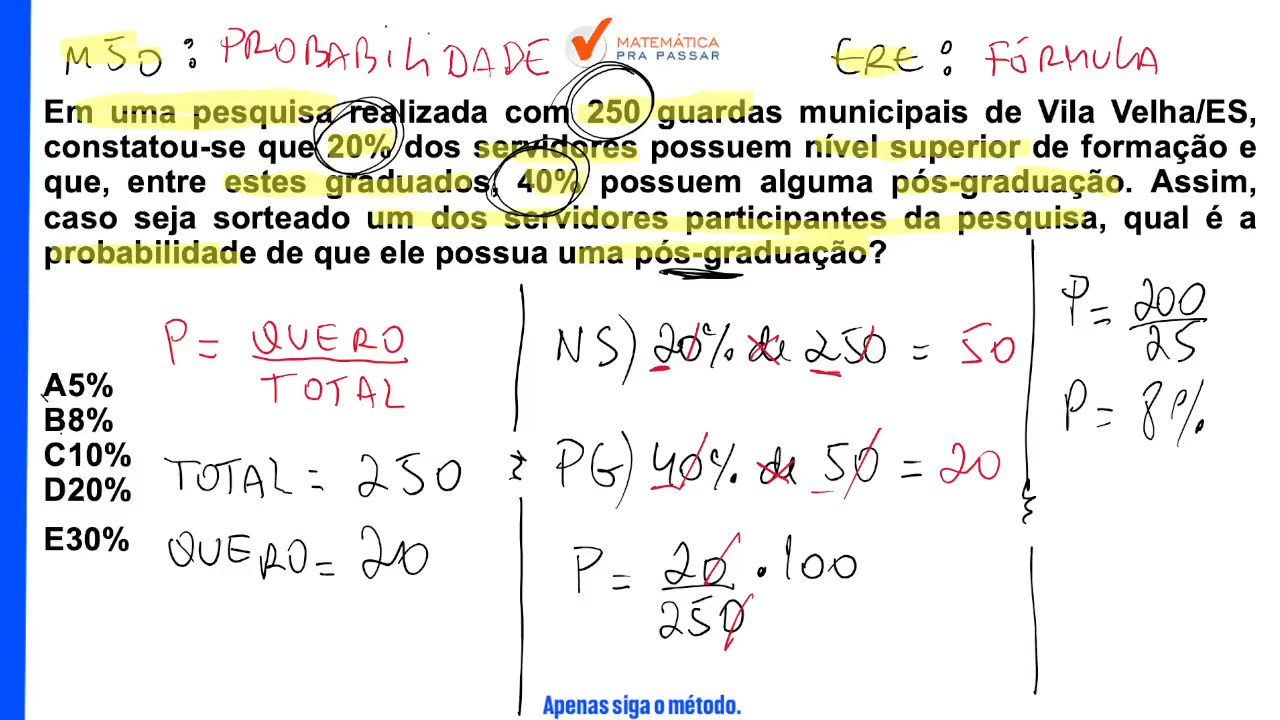 MSD : PROBABILIDADE
MATEMÁTICA
PRA PASSAR
ERE : FÓRMULA
Em uma pesquisa realizada com 250 guardas municipais de Vila Velha/ES,
constatou-se que 20% dos servidores possuem nível superior de formação e
que, entre estes graduados, 40% possuem alguma pós-graduação. Assim,
caso seja sorteado um dos servidores participantes da pesquisa, qual é a
probabilidade de que ele possua uma pós-graduação?
P = QUERO
TOTAL
A5%
B8%
C10%
D20%
E30%
TOTAL = 250
QUERO = 20
NS) 20% de 250 = 50
PG) 40% de 50 = 20
P = 20 . 100
250
P = 200
25
P = 8%
Apenas siga o método.